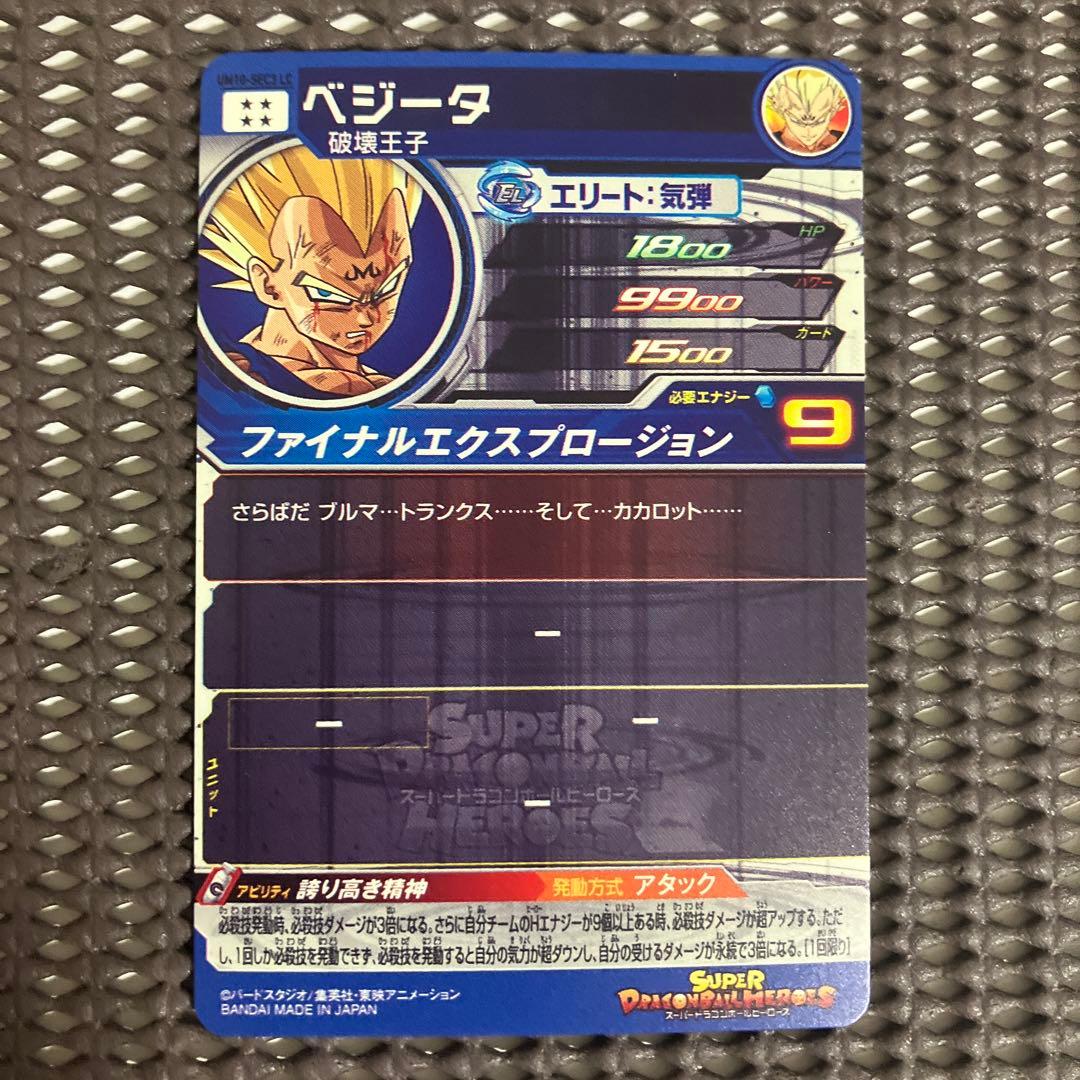 UM10-SEC3 LC
★★
★★
ベジータ
破壊王子
EL エリート:気弾
HP
1800
パワー
9900
ガード
1500
必要エナジー
9
ファイナルエクスプロージョン
さらばだ ブルマ…トランクス……そして…カカロット……
ー
ユニット
ー
ー
ー
SUPER
DRAGONBALL
スーパードラゴンボールヒーローズ
HEROES
アビリティ 誇り高き精神
発動方式 アタック
必殺技発動時、必殺技ダメージが3倍になる。さらに自分チームのHエナジーが9個以上ある時、必殺技ダメージが超アップする。ただ
し、1回しか必殺技を発動できず、必殺技を発動すると自分の気力が超ダウンし、自分の受けるダメージが永続で3倍になる。[1回限り]
©バードスタジオ/集英社・東映アニメーション
BANDAI MADE IN JAPAN
SUPER
DRAGONBALL HEROES
スーパードラゴンボールヒーローズ